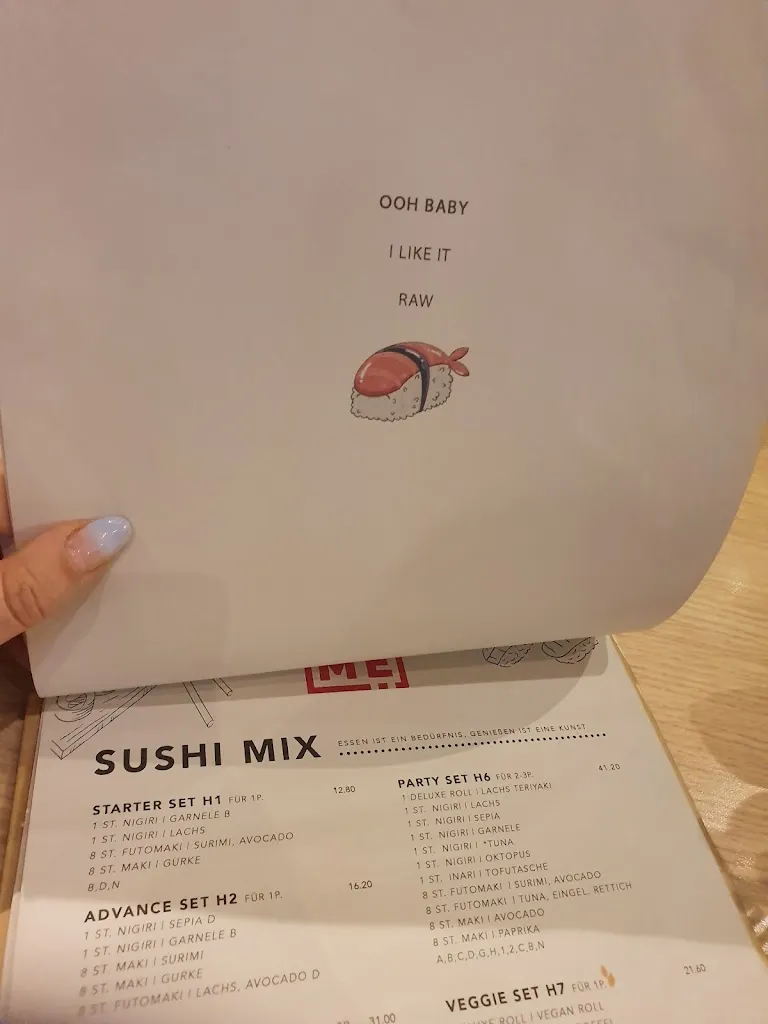 OOH BABY
I LIKE IT
RAW
ME
SUSHI MIX
ESSEN IST EIN BEDÜRFNIS, GENIEßEN IST EINE KUNST
STARTER SET H1 FÜR 1P. 12.80
1 ST. NIGIRI | GARNELE B
1 ST. NIGIRI | LACHS
8 ST. FUTOMAKI | SURIMI, AVOCADO
8 ST. MAKI | GURKE
B,D,N
ADVANCE SET H2 FÜR 1P. 16.20
1 ST. NIGIRI | SEPIA D
1 ST. NIGIRI | GARNELE B
8 ST. MAKI | SURIMI
8 ST. MAKI | GURKE
8 ST. FUTOMAKI | LACHS, AVOCADO D
31.00
PARTY SET H6 FÜR 2-3P. 41.20
1 DELUXE ROLL | LACHS TERIYAKI
1 ST. NIGIRI | LACHS
1 ST. NIGIRI | SEPIA
1 ST. NIGIRI | GARNELE
1 ST. NIGIRI | *TUNA
1 ST. NIGIRI | OKTOPUS
1 ST. INARI | TOFUTASCHE
8 ST. FUTOMAKI | SURIMI, AVOCADO
8 ST. FUTOMAKI | TUNA, EINGEL. RETTICH
8 ST. MAKI | AVOCADO
8 ST. MAKI | PAPRIKA
A,B,C,D,G,H,1,2,C,B,N
VEGGIE SET H7 FÜR 1P. 21.60
ROLL | VEGAN ROLL